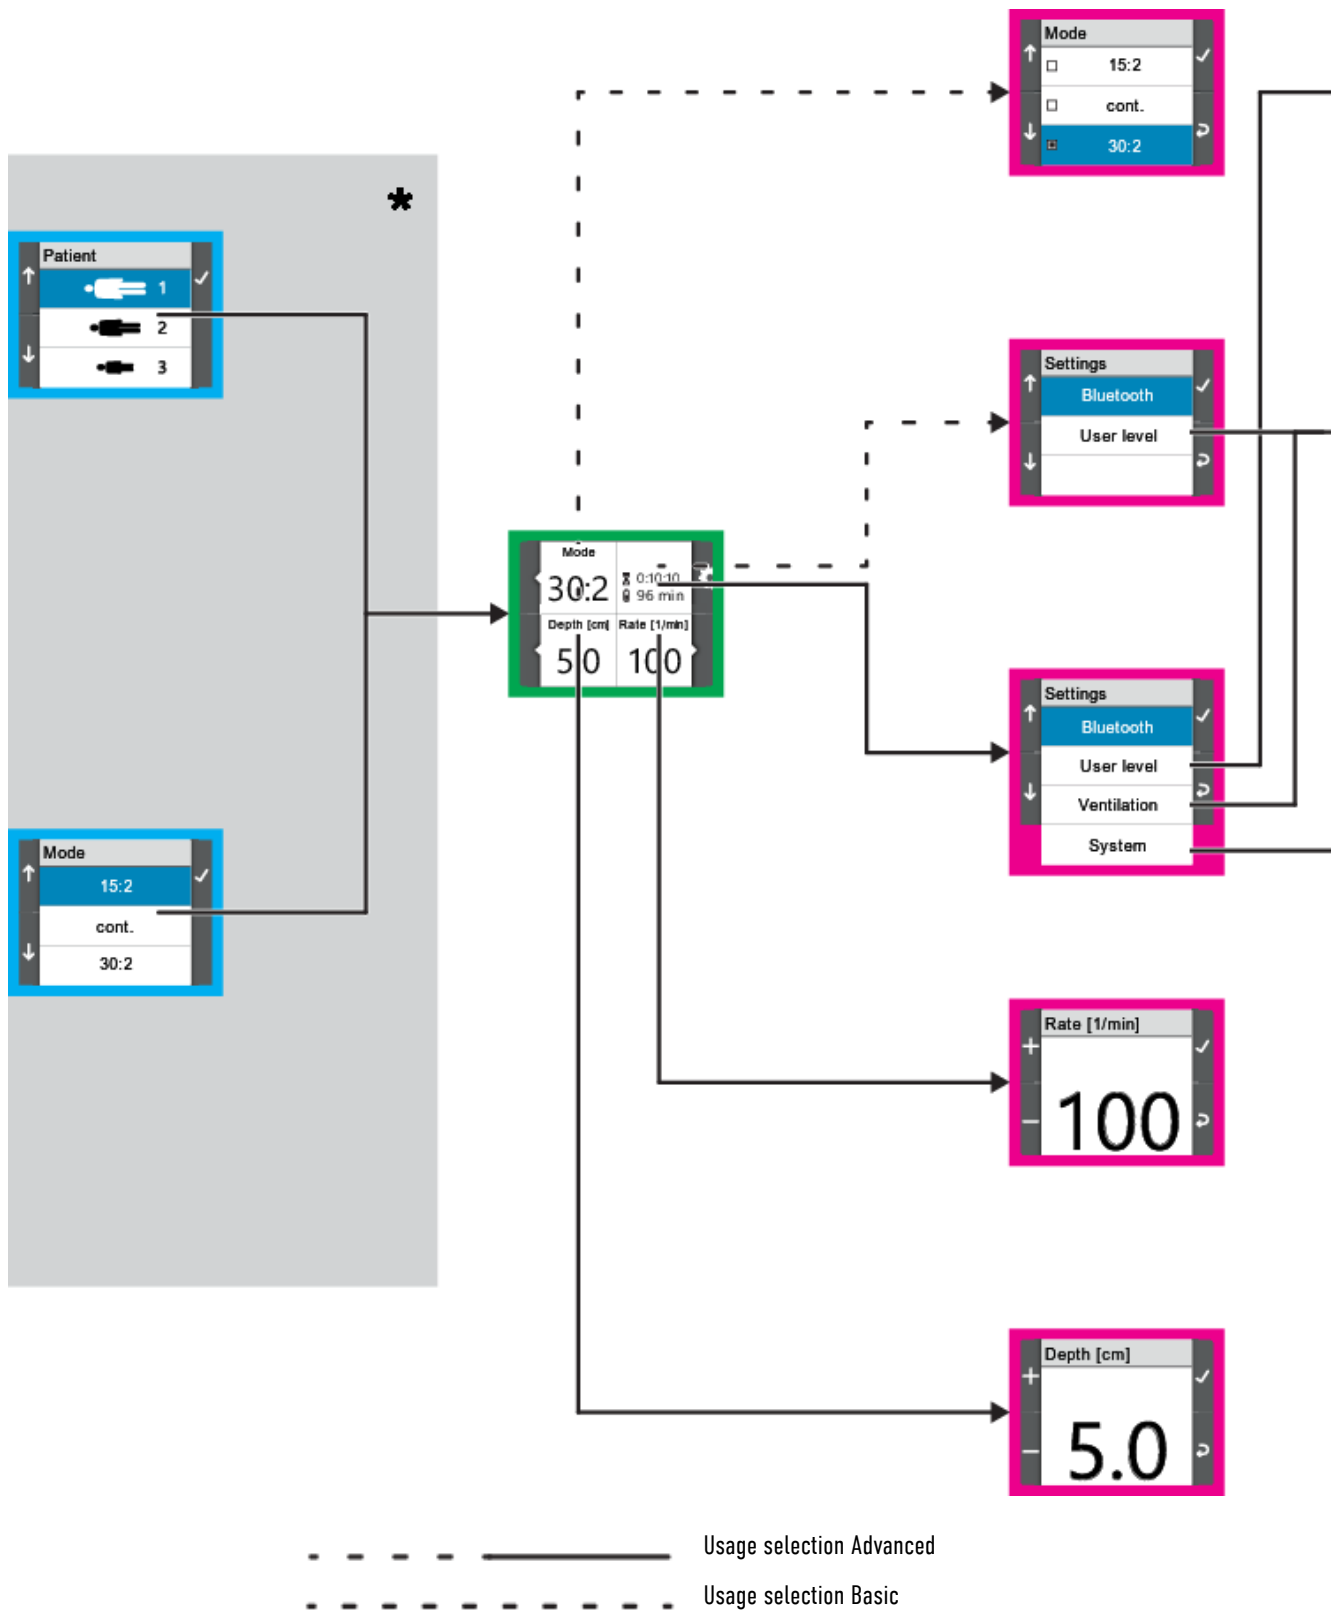 Mode
15:2
cont.
30:2
*
Patient
1
2
3
Settings
Bluetooth
User level
Mode
30:2
0:10:10
96 min
Depth [cm]
Rate [1/min]
5.0
100
Settings
Bluetooth
User level
Ventilation
System
Mode
15:2
cont.
30:2
Rate [1/min]
100
Depth [cm]
5.0
Usage selection Advanced
Usage selection Basic